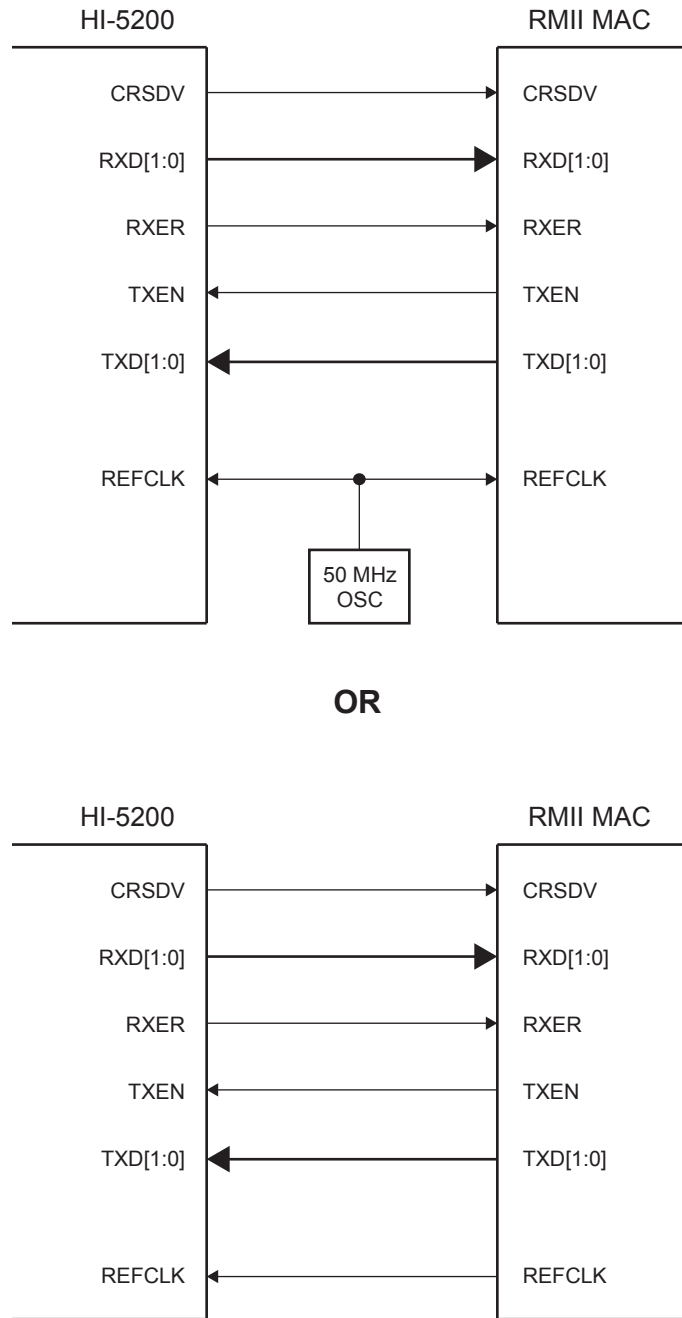 HI-5200 RMII MAC
CRSDV CRSDV
RXD[1:0] RXD[1:0]
RXER RXER
TXEN TXEN
TXD[1:0] TXD[1:0]
REFCLK REFCLK
50 MHz
OSC
OR
HI-5200 RMII MAC
CRSDV CRSDV
RXD[1:0] RXD[1:0]
RXER RXER
TXEN TXEN
TXD[1:0] TXD[1:0]
REFCLK REFCLK